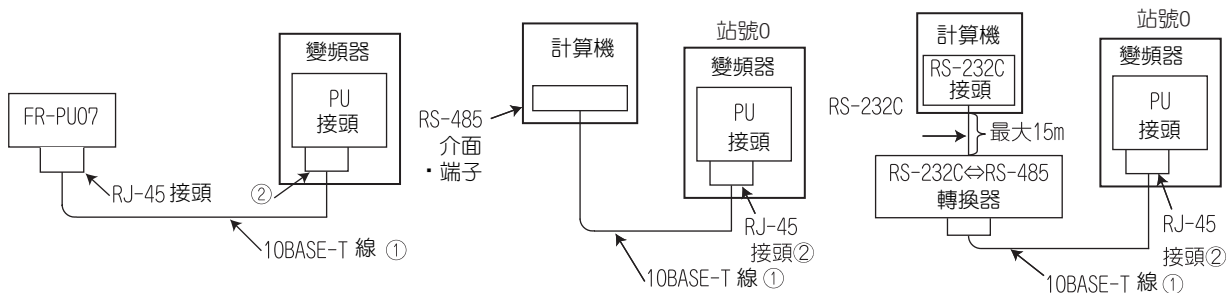 FR-PU07
RJ-45 接頭
變頻器
PU
接頭
②
10BASE-T 線 ①
計算機
RS-485
介面
・端子
站號0
變頻器
PU
接頭
RJ-45
接頭②
10BASE-T 線 ①
計算機
RS-232C
接頭
RS-232C
最大15m
RS-232C⇔RS-485
轉換器
站號0
變頻器
PU
接頭
RJ-45
接頭②
10BASE-T 線 ①